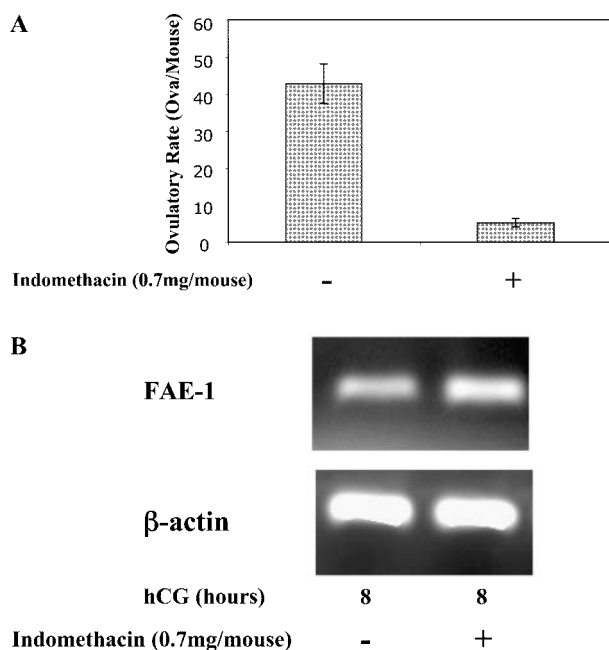 A
Ovulatory Rate (Ova/Mouse)
60
50
40
30
20
10
0
Indomethacin (0.7mg/mouse) - +
B
FAE-1
β-actin
hCG (hours) 8 8
Indomethacin (0.7mg/mouse) - +